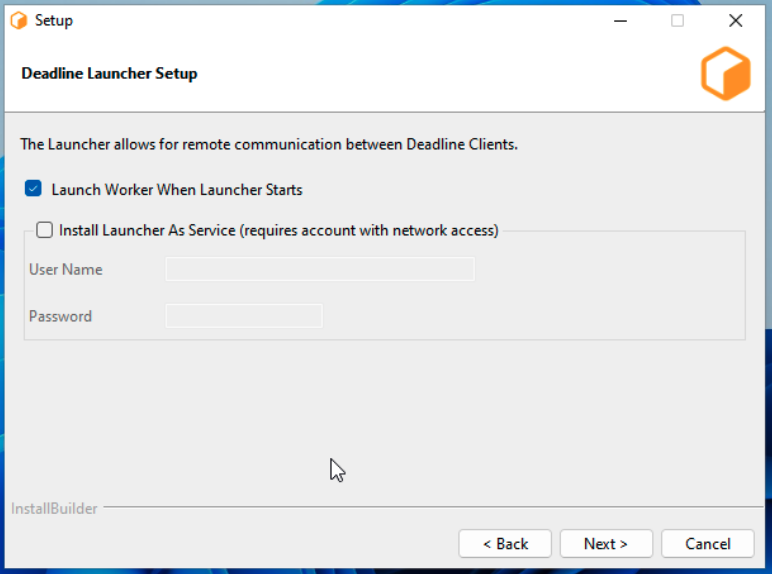 Setup
Deadline Launcher Setup
The Launcher allows for remote communication between Deadline Clients.
Launch Worker When Launcher Starts
Install Launcher As Service (requires account with network access)
User Name
Password
InstallBuilder
< Back Next > Cancel